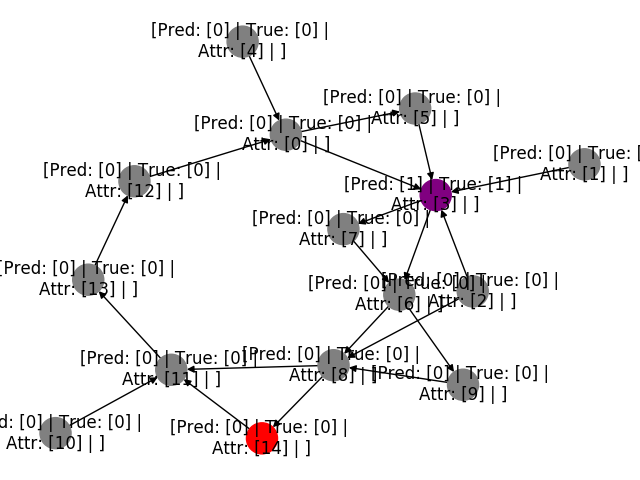 [Pred: [0] | True: [0] |
Attr: [4] | ]
[Pred: [0] | True: [0] |
Attr: [5] | ]
[Pred: [0] | True: [0] |
Attr: [0] | ]
[Pred: [0] | True: [
Attr: [1] | ]
[Pred: [0] | True: [0] |
Attr: [12] | ]
[Pred: [1] | True: [1] |
Attr: [3] | ]
[Pred: [0] | True: [0] |
Attr: [7] | ]
[Pred: [0] | True: [0] |
Attr: [13] | ]
[Pred: [0] | True: [0] |
Attr: [6] | ]
[Pred: [0] | True: [0] |
Attr: [2] | ]
[Pred: [0] | True: [0] |
Attr: [11] | ]
[Pred: [0] | True: [0] |
Attr: [8] | ]
[Pred: [0] | True: [0] |
Attr: [9] | ]
d: [0] | True: [0] |
Attr: [10] | ]
[Pred: [0] | True: [0] |
Attr: [14] | ]